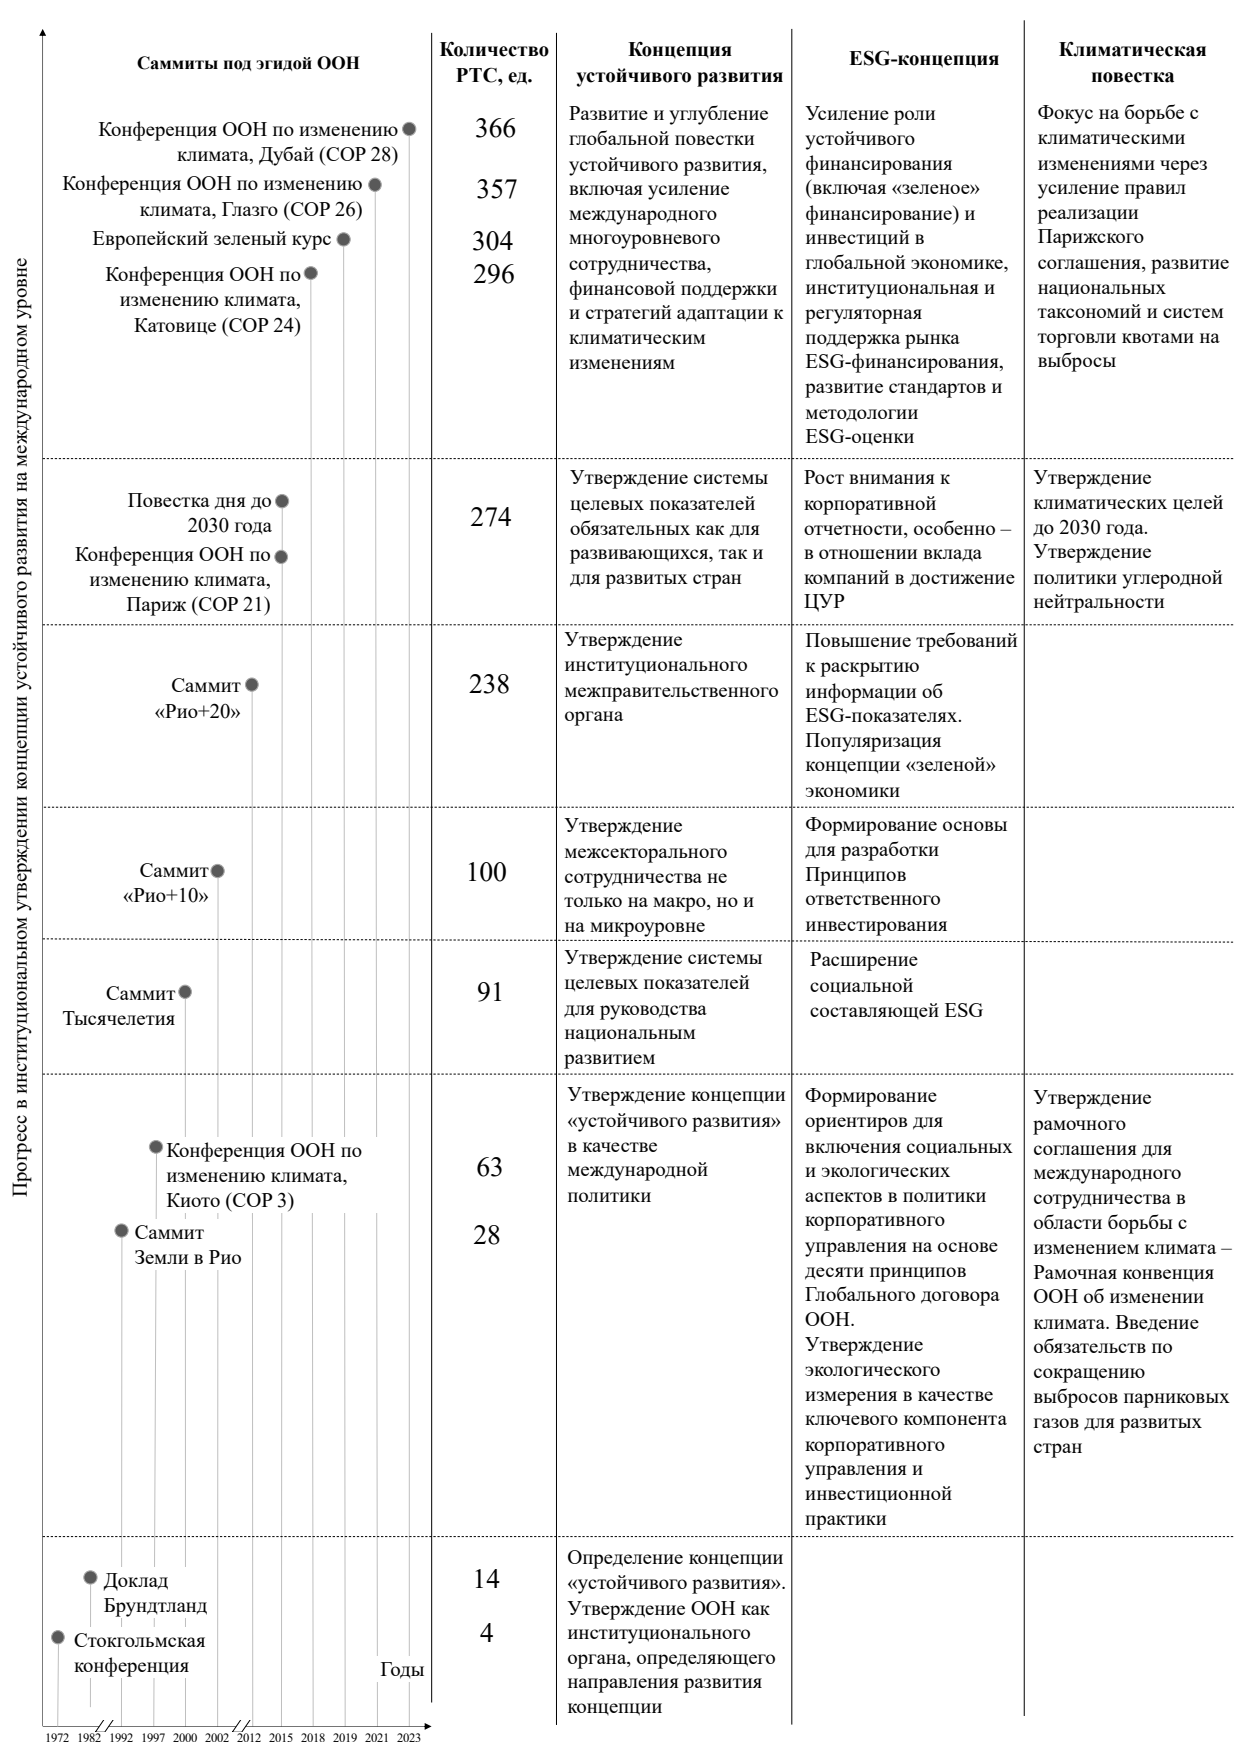 Прогресс в институциональном утверждении концепции устойчивого развития на международном уровне
Саммиты под эгидой ООН
Количество
РТС, ед.
Концепция
устойчивого развития
ESG-концепция
Климатическая
повестка
Конференция ООН по изменению
климата, Дубай (COP 28)
Конференция ООН по изменению
климата, Глазго (COP 26)
Европейский зеленый курс
Конференция ООН по
изменению климата,
Катовице (COP 24)
366
357
304
296
Развитие и углубление
глобальной повестки
устойчивого развития,
включая усиление
международного
многоуровневого
сотрудничества,
финансовой поддержки
и стратегий адаптации к
климатическим
изменениям
Усиление роли
устойчивого
финансирования
(включая «зеленое»
финансирование) и
инвестиций в
глобальной экономике,
институциональная и
регуляторная
поддержка рынка
ESG-финансирования,
развитие стандартов и
методологии
ESG-оценки
Фокус на борьбе с
климатическими
изменениями через
усиление правил
реализации
Парижского
соглашения, развитие
национальных
таксономий и систем
торговли квотами на
выбросы
Повестка дня до
2030 года
Конференция ООН по
изменению климата,
Париж (COP 21)
274
Утверждение системы
целевых показателей
обязательных как для
развивающихся, так и
для развитых стран
Рост внимания к
корпоративной
отчетности, особенно –
в отношении вклада
компаний в достижение
ЦУР
Утверждение
климатических целей
до 2030 года.
Утверждение
политики углеродной
нейтральности
Саммит
«Рио+20»
238
Утверждение
институционального
межправительственного
органа
Повышение требований
к раскрытию
информации об
ESG-показателях.
Популяризация
концепции «зеленой»
экономики
Саммит
«Рио+10»
100
Утверждение
межсекторального
сотрудничества не
только на макро, но и
на микроуровне
Формирование основы
для разработки
Принципов
ответственного
инвестирования
Саммит
Тысячелетия
91
Утверждение системы
целевых показателей
для руководства
национальным
развитием
Расширение
социальной
составляющей ESG
Конференция ООН по
изменению климата,
Киото (COP 3)
Саммит
Земли в Рио
63
28
Утверждение концепции
«устойчивого развития»
в качестве
международной
политики
Формирование
ориентиров для
включения социальных
и экологических
аспектов в политики
корпоративного
управления на основе
десяти принципов
Глобального договора
ООН.
Утверждение
экологического
измерения в качестве
ключевого компонента
корпоративного
управления и
инвестиционной
практики
Утверждение
рамочного
соглашения для
международного
сотрудничества в
области борьбы с
изменением климата –
Рамочная конвенция
ООН об изменении
климата. Введение
обязательств по
сокращению
выбросов парниковых
газов для развитых
стран
Доклад
Брундтланд
Стокгольмская
конференция
14
4
Определение концепции
«устойчивого развития».
Утверждение ООН как
институционального
органа, определяющего
направления развития
концепции
Годы
1972 1982 1992 1997 2000 2002 2012 2015 2018 2019 2021 2023